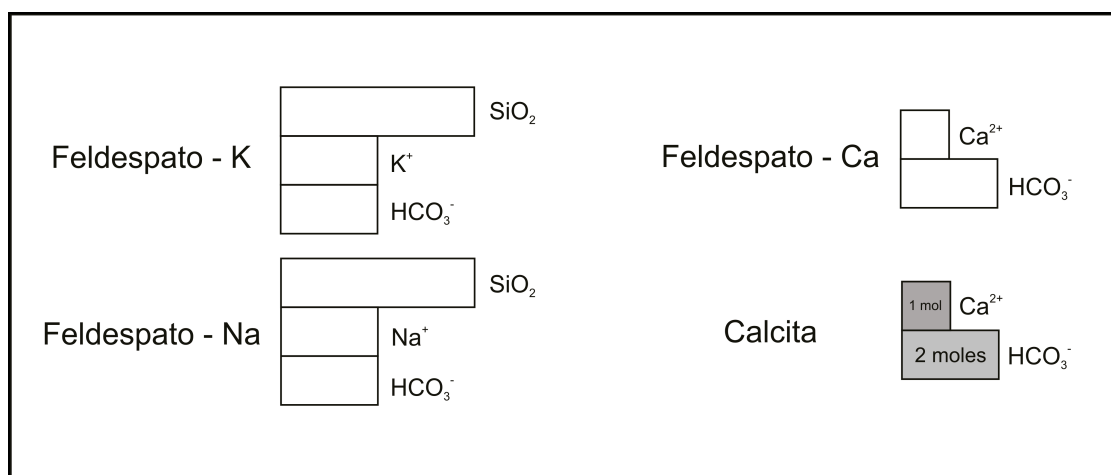 SiO₂
Feldespato - K
K⁺
HCO₃⁻
SiO₂
Feldespato - Na
Na⁺
HCO₃⁻
Feldespato - Ca
Ca²⁺
HCO₃⁻
Calcita
1 mol
Ca²⁺
2 moles
HCO₃⁻